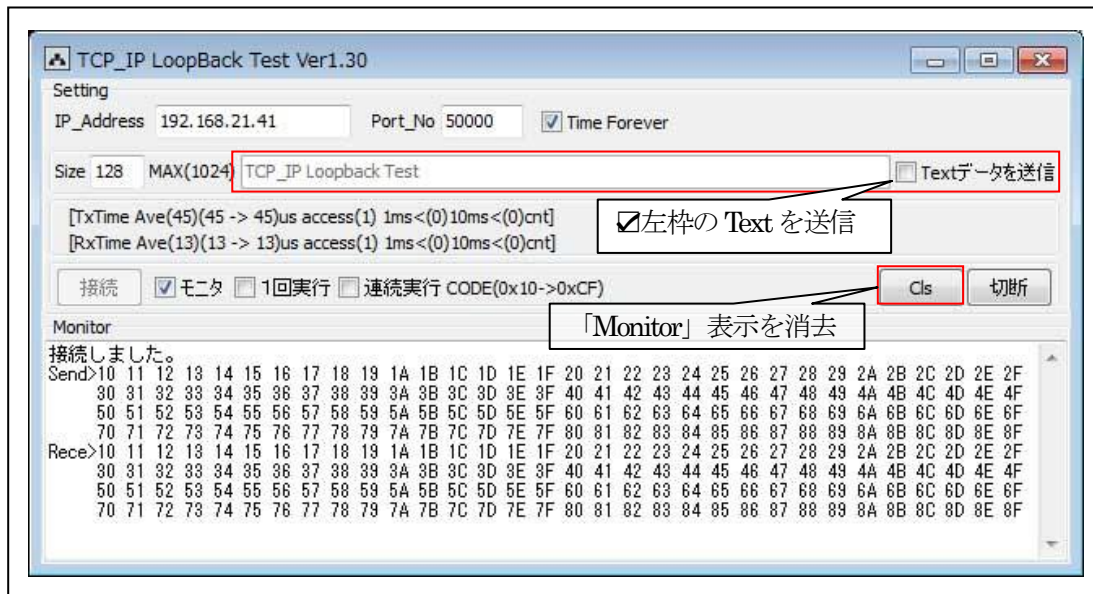 TCP_IP LoopBack Test Ver1.30
Setting
IP_Address 192.168.21.41 Port_No 50000 Time Forever
Size 128 MAX(1024) TCP_IP Loopback Test Textデータを送信
[TxTime Ave(45)(45 -> 45)us access(1) 1ms<(0)10ms<(0)cnt]
[RxTime Ave(13)(13 -> 13)us access(1) 1ms<(0)10ms<(0)cnt]
☑左枠の Text を送信
接続 モニタ 1回実行 連続実行 CODE(0x10->0xCF) Cls 切断
「Monitor」表示を消去
Monitor
接続しました。
Send>10 11 12 13 14 15 16 17 18 19 1A 1B 1C 1D 1E 1F 20 21 22 23 24 25 26 27 28 29 2A 2B 2C 2D 2E 2F
30 31 32 33 34 35 36 37 38 39 3A 3B 3C 3D 3E 3F 40 41 42 43 44 45 46 47 48 49 4A 4B 4C 4D 4E 4F
50 51 52 53 54 55 56 57 58 59 5A 5B 5C 5D 5E 5F 60 61 62 63 64 65 66 67 68 69 6A 6B 6C 6D 6E 6F
70 71 72 73 74 75 76 77 78 79 7A 7B 7C 7D 7E 7F 80 81 82 83 84 85 86 87 88 89 8A 8B 8C 8D 8E 8F
Rece>10 11 12 13 14 15 16 17 18 19 1A 1B 1C 1D 1E 1F 20 21 22 23 24 25 26 27 28 29 2A 2B 2C 2D 2E 2F
30 31 32 33 34 35 36 37 38 39 3A 3B 3C 3D 3E 3F 40 41 42 43 44 45 46 47 48 49 4A 4B 4C 4D 4E 4F
50 51 52 53 54 55 56 57 58 59 5A 5B 5C 5D 5E 5F 60 61 62 63 64 65 66 67 68 69 6A 6B 6C 6D 6E 6F
70 71 72 73 74 75 76 77 78 79 7A 7B 7C 7D 7E 7F 80 81 82 83 84 85 86 87 88 89 8A 8B 8C 8D 8E 8F